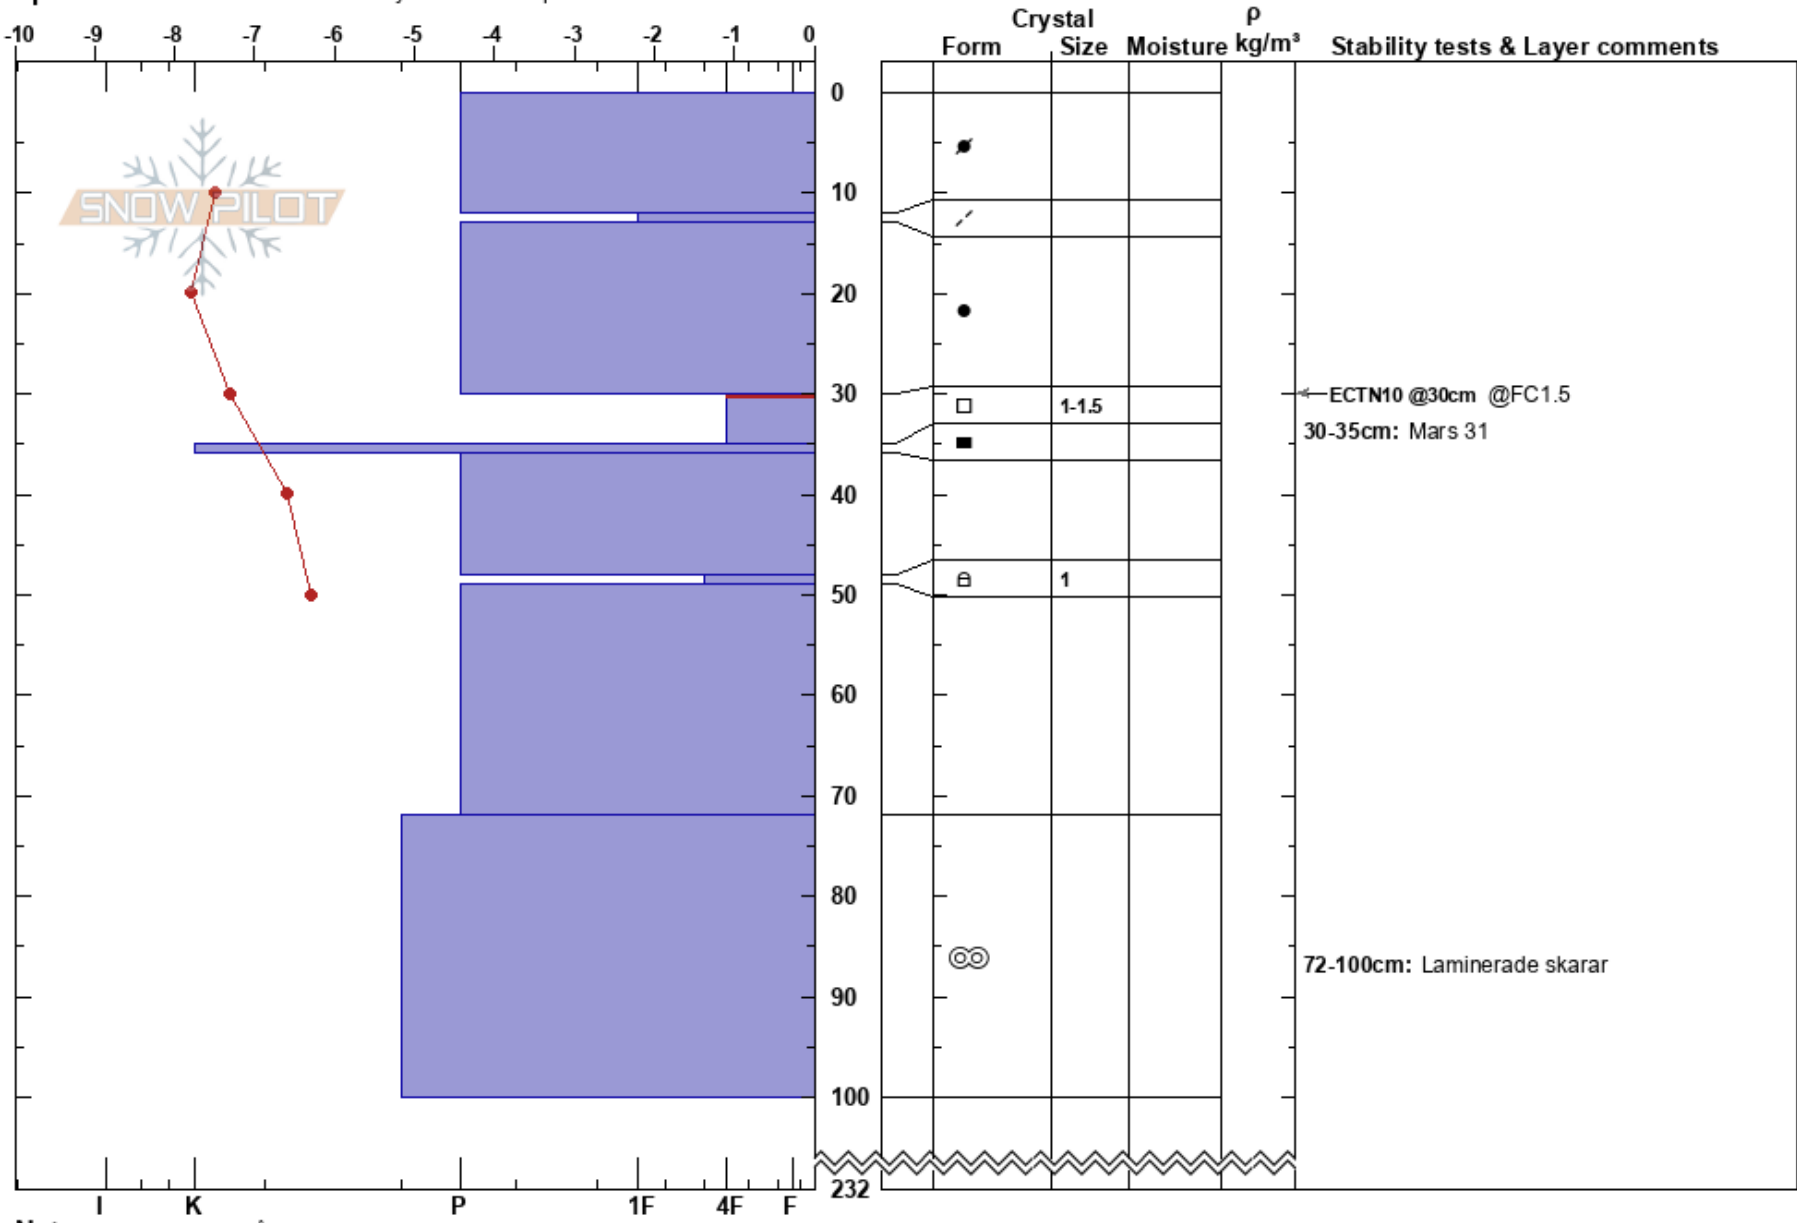 Crystal ρ
Form Size Moisture kg/m³ Stability tests & Layer comments
-10 -9 -8 -7 -6 -5 -4 -3 -2 -1 0
0
SNOW PILOT
10
20
30
ECTN10 @30cm @FC1.5
1-1.5
30-35cm: Mars 31
40
1
50
60
70
80
72-100cm: Laminerade skarar
90
100
232
I K P 1F 4F F